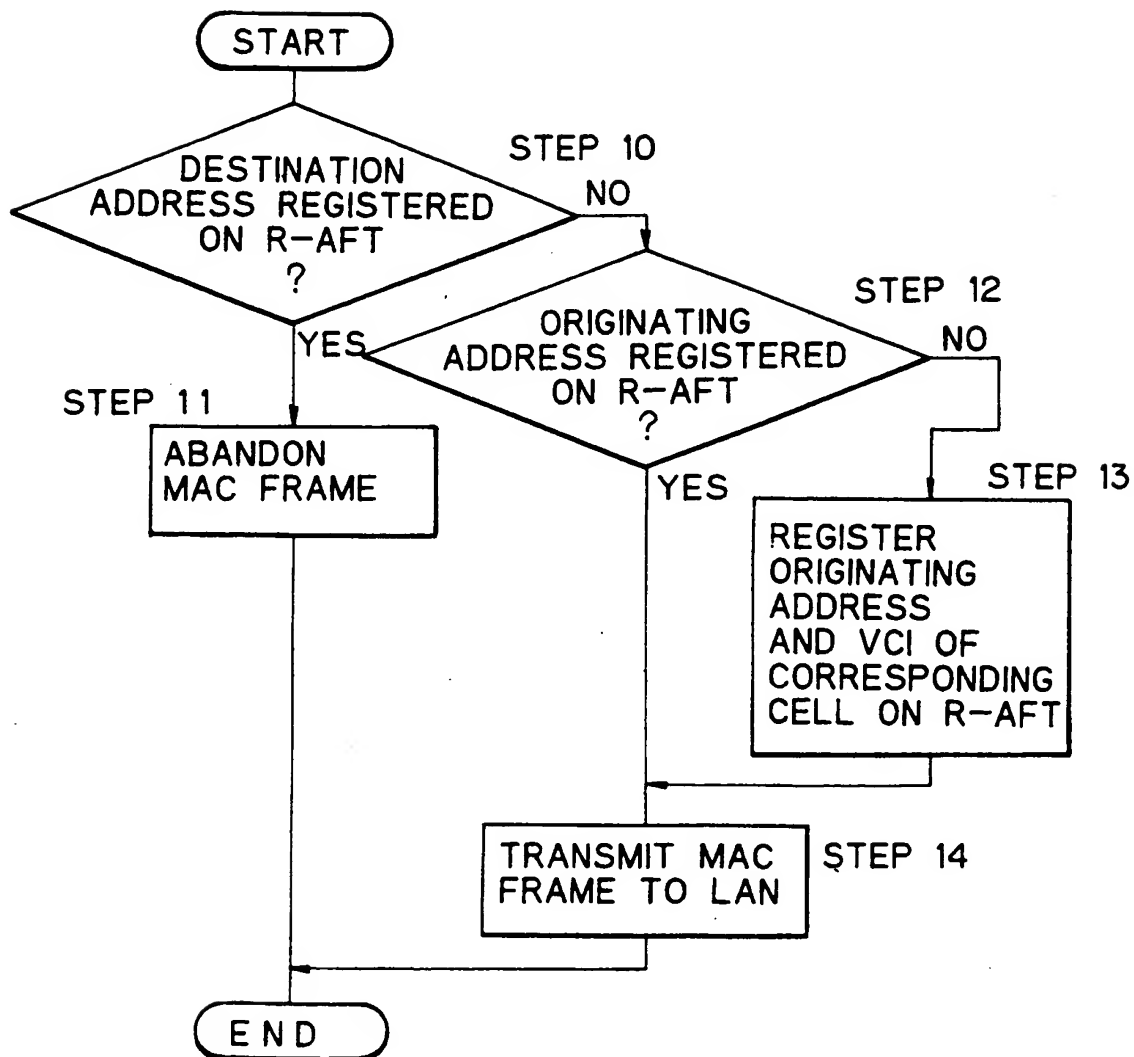 START
STEP 10
DESTINATION
ADDRESS REGISTERED
ON R-AFT
?
NO
YES
STEP 12
ORIGINATING
ADDRESS REGISTERED
ON R-AFT
?
NO
YES
STEP 11
ABANDON
MAC FRAME
STEP 13
REGISTER
ORIGINATING
ADDRESS
AND VCI OF
CORRESPONDING
CELL ON R-AFT
TRANSMIT MAC
FRAME TO LAN
STEP 14
END